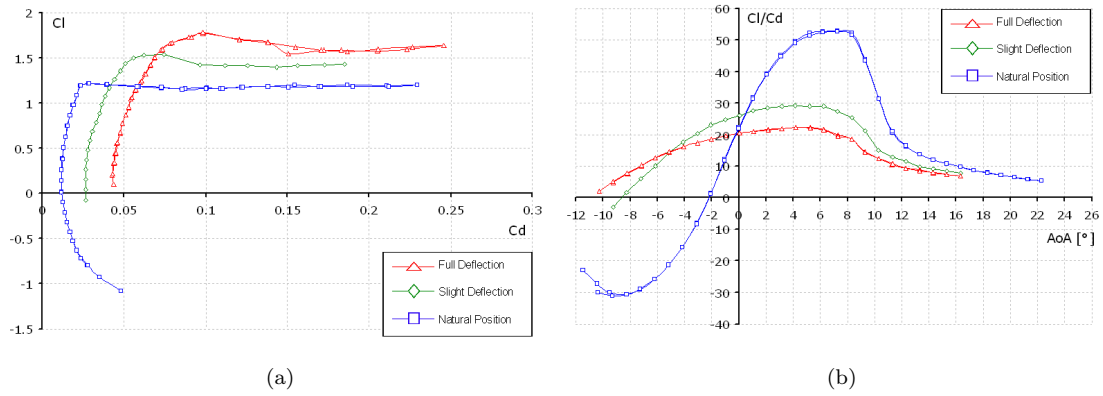 Cl
2
1.5
1
0.5
0
-0.5
-1
-1.5
0 0.05 0.1 0.15 0.2 0.25 0.3
Cd
Full Deflection
Slight Deflection
Natural Position
(a)
Cl/Cd
60
50
40
30
20
10
0
-10
-20
-30
-40
-12 -10 -8 -6 -4 -2 0 2 4 6 8 10 12 14 16 18 20 22 24 26
AoA [°]
Full Deflection
Slight Deflection
Natural Position
(b)